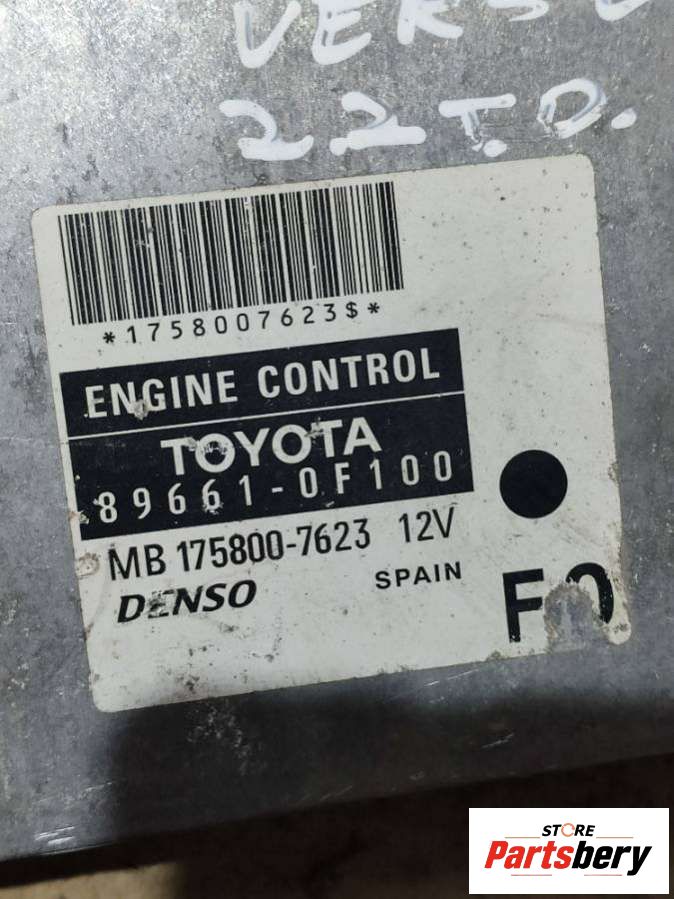 2.2 T.D.
*1758007623$*
ENGINE CONTROL
TOYOTA
89661-0F100
MB 175800-7623 12V
DENSO SPAIN
STORE
Partsbery